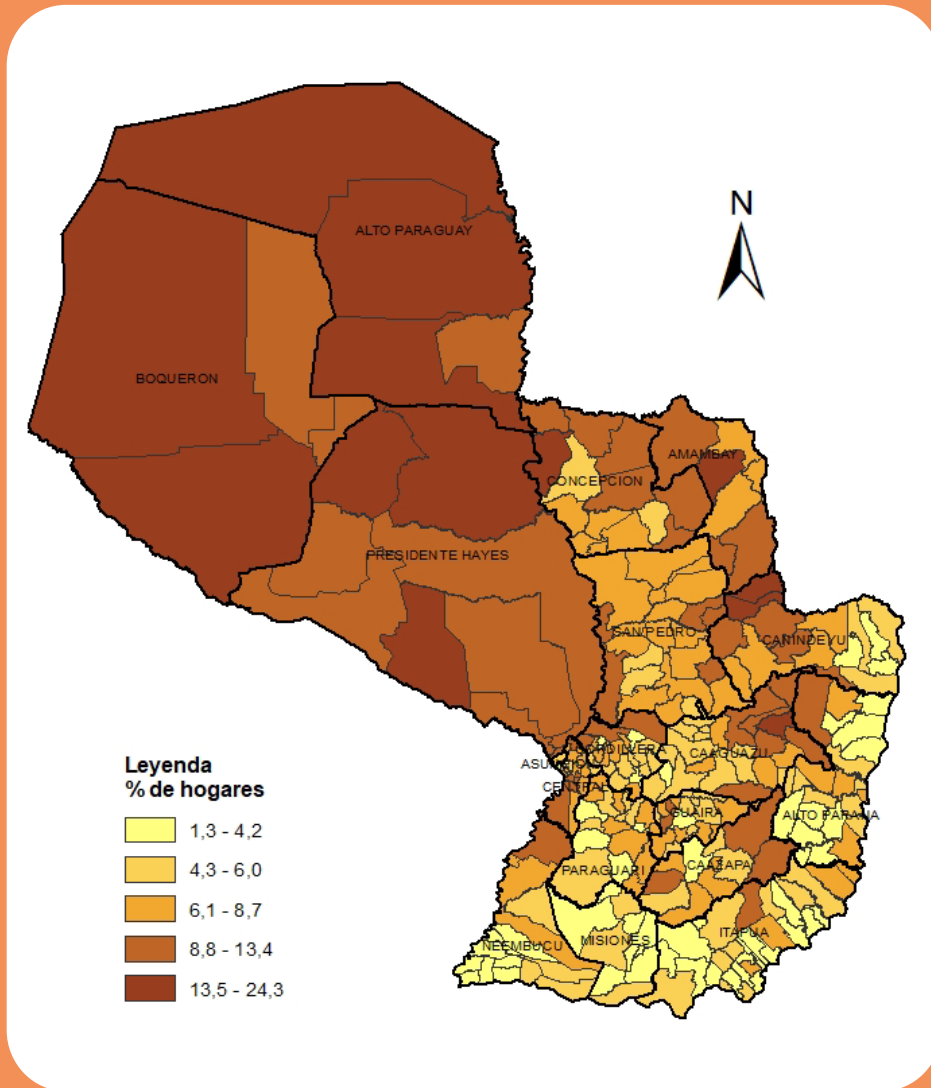 N
ALTO PARAGUAY
BOQUERON
AMAMBAY
CONCEPCION
PRESIDENTE HAYES
SAN PEDRO
CANINDEYU
CORDILLERA
CAAGUAZU
ASUNCION
CENTRAL
GUAIRA
ALTO PARANA
CAAZAPA
PARAGUARI
ITAPUA
MISIONES
ÑEEMBUCU
Leyenda
% de hogares
1,3 - 4,2
4,3 - 6,0
6,1 - 8,7
8,8 - 13,4
13,5 - 24,3